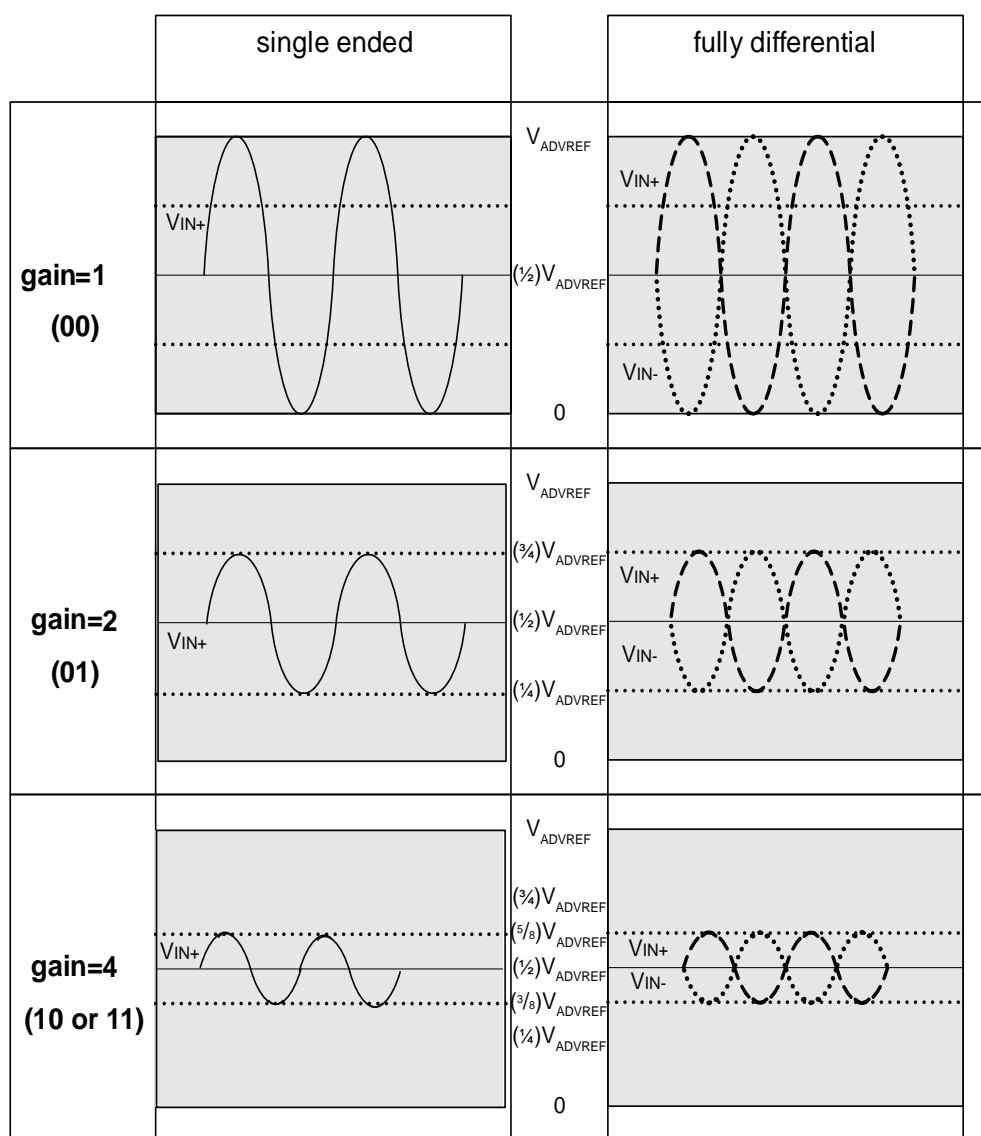 single ended
fully differential
gain=1
(00)
VIN+
VADVREF
(½)VADVREF
0
VIN+
VIN-
gain=2
(01)
VIN+
VADVREF
(¾)VADVREF
(½)VADVREF
(¼)VADVREF
0
VIN+
VIN-
gain=4
(10 or 11)
VIN+
VADVREF
(¾)VADVREF
(5/8)VADVREF
(½)VADVREF
(3/8)VADVREF
(¼)VADVREF
0
VIN+
VIN-